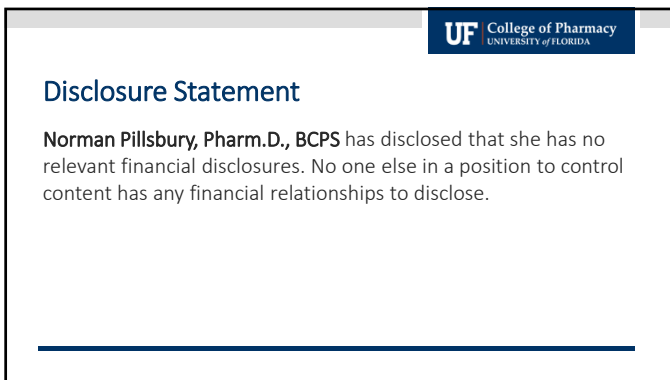 UF College of Pharmacy
UNIVERSITY of FLORIDA
Disclosure Statement
Norman Pillsbury, Pharm.D., BCPS has disclosed that she has no
relevant financial disclosures. No one else in a position to control
content has any financial relationships to disclose.